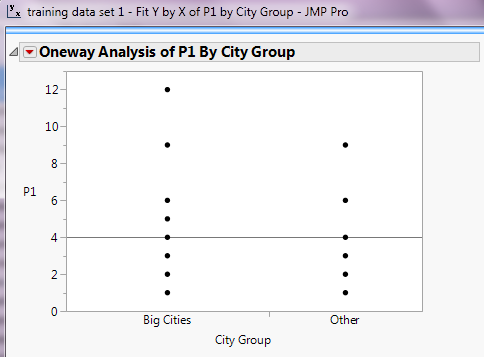 training data set 1 - Fit Y by X of P1 by City Group - JMP Pro
Oneway Analysis of P1 By City Group
12
10
8
P1
6
4
2
0
Big Cities Other
City Group